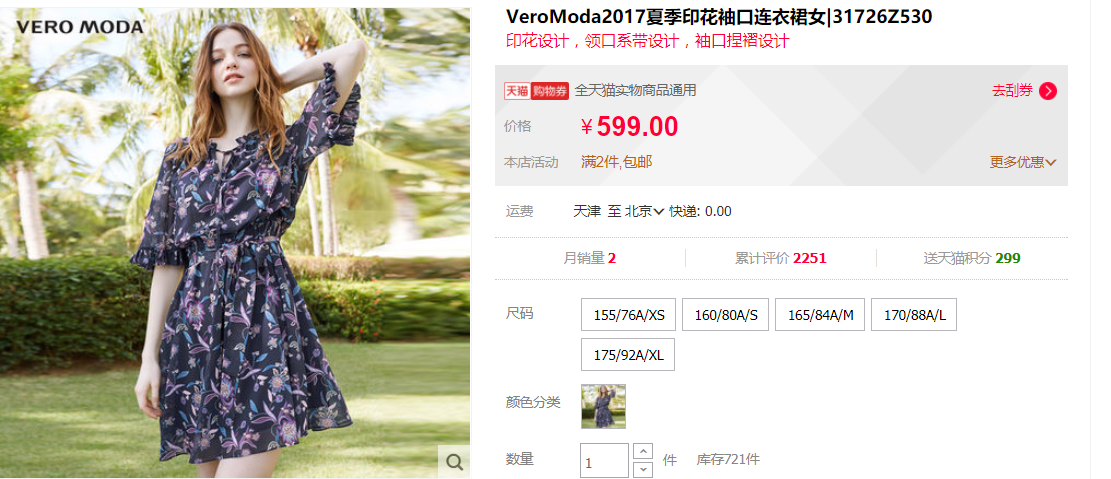 VERO MODA
VeroModa2017夏季印花袖口连衣裙女|31726Z530
印花设计，领口系带设计，袖口捏褶设计
天猫 购物券 全天猫实物商品通用 去刮券
价格 ¥599.00
本店活动 满2件,包邮 更多优惠
运费 天津 至 北京 快递: 0.00
月销量 2 累计评价 2251 送天猫积分 299
尺码 155/76A/XS 160/80A/S 165/84A/M 170/88A/L
175/92A/XL
颜色分类
数量 1 件 库存721件